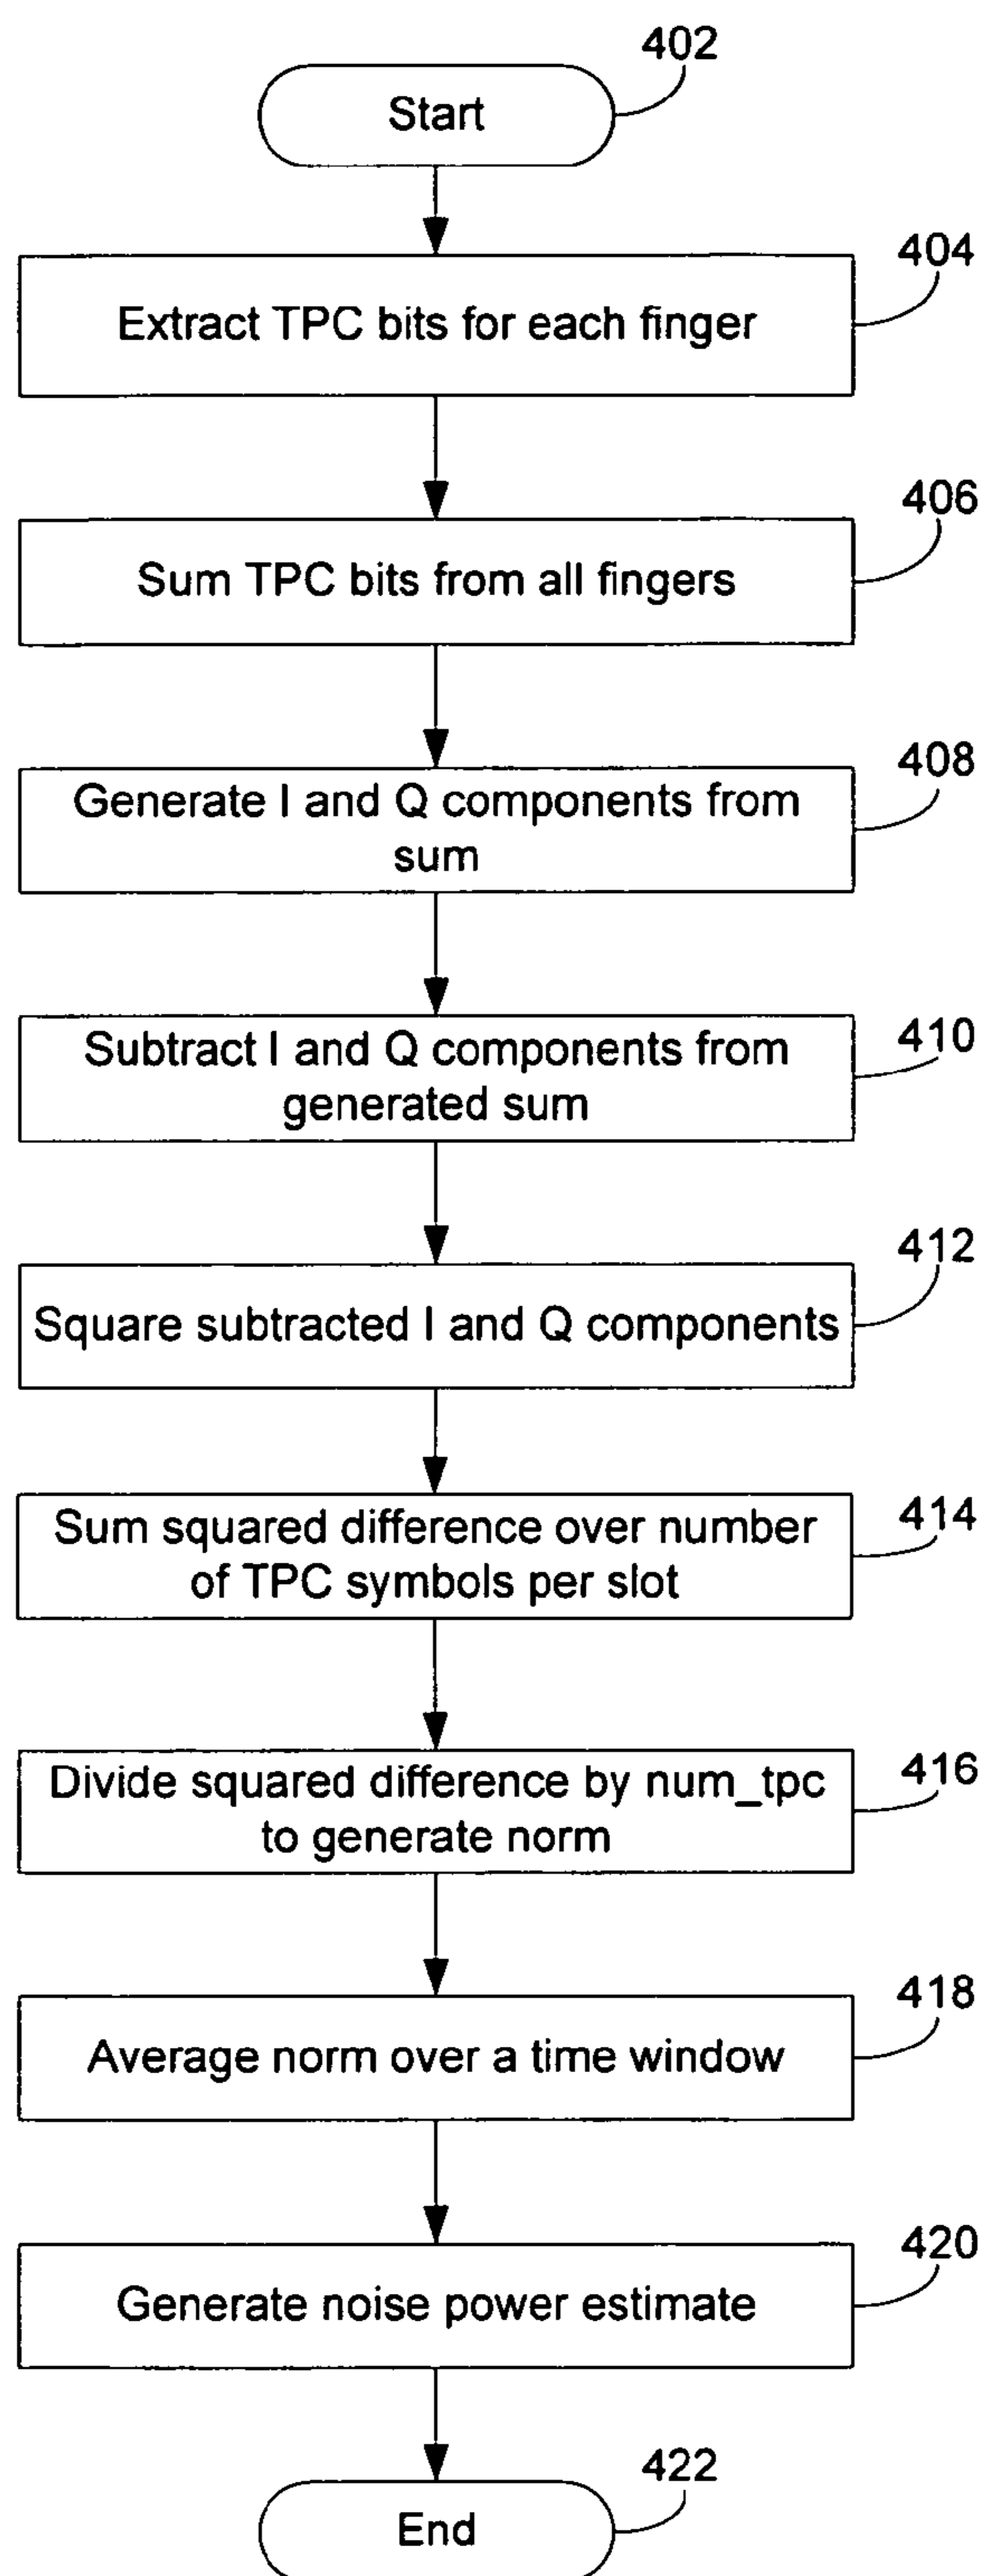 402
Start
404
Extract TPC bits for each finger
406
Sum TPC bits from all fingers
408
Generate I and Q components from
sum
410
Subtract I and Q components from
generated sum
412
Square subtracted I and Q components
414
Sum squared difference over number
of TPC symbols per slot
416
Divide squared difference by num_tpc
to generate norm
418
Average norm over a time window
420
Generate noise power estimate
422
End